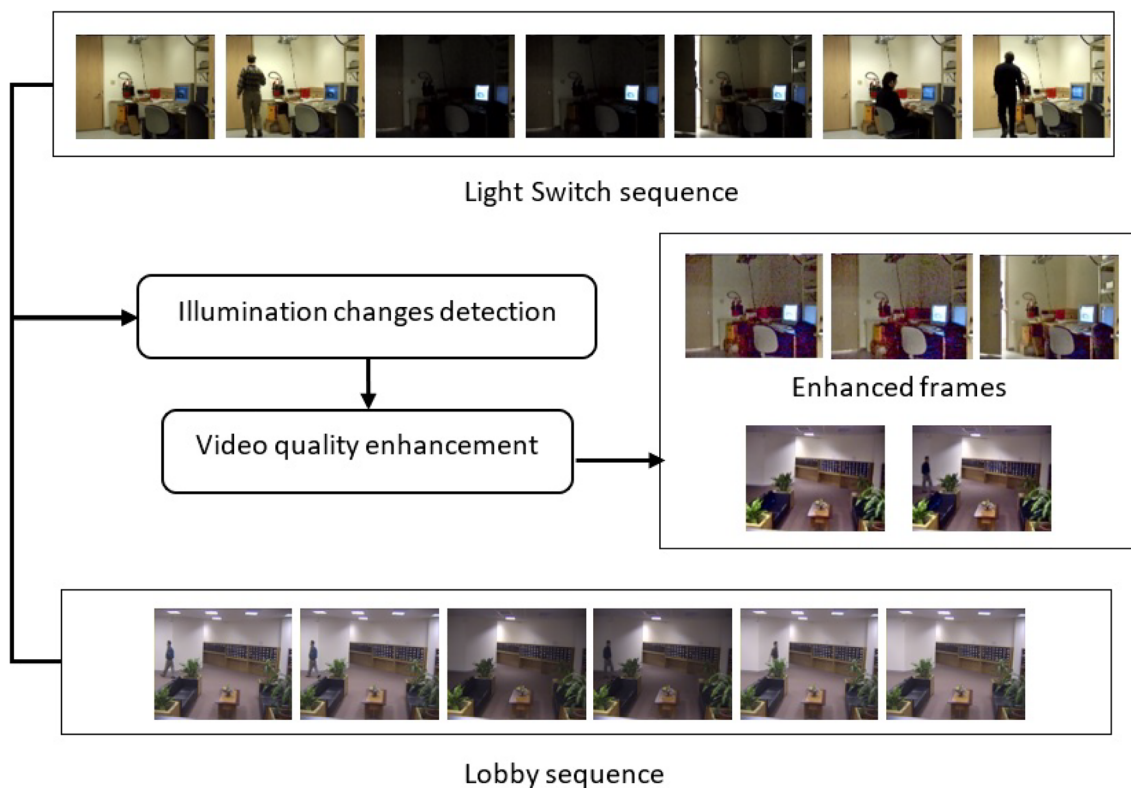 Light Switch sequence
Illumination changes detection
Video quality enhancement
Enhanced frames
Lobby sequence